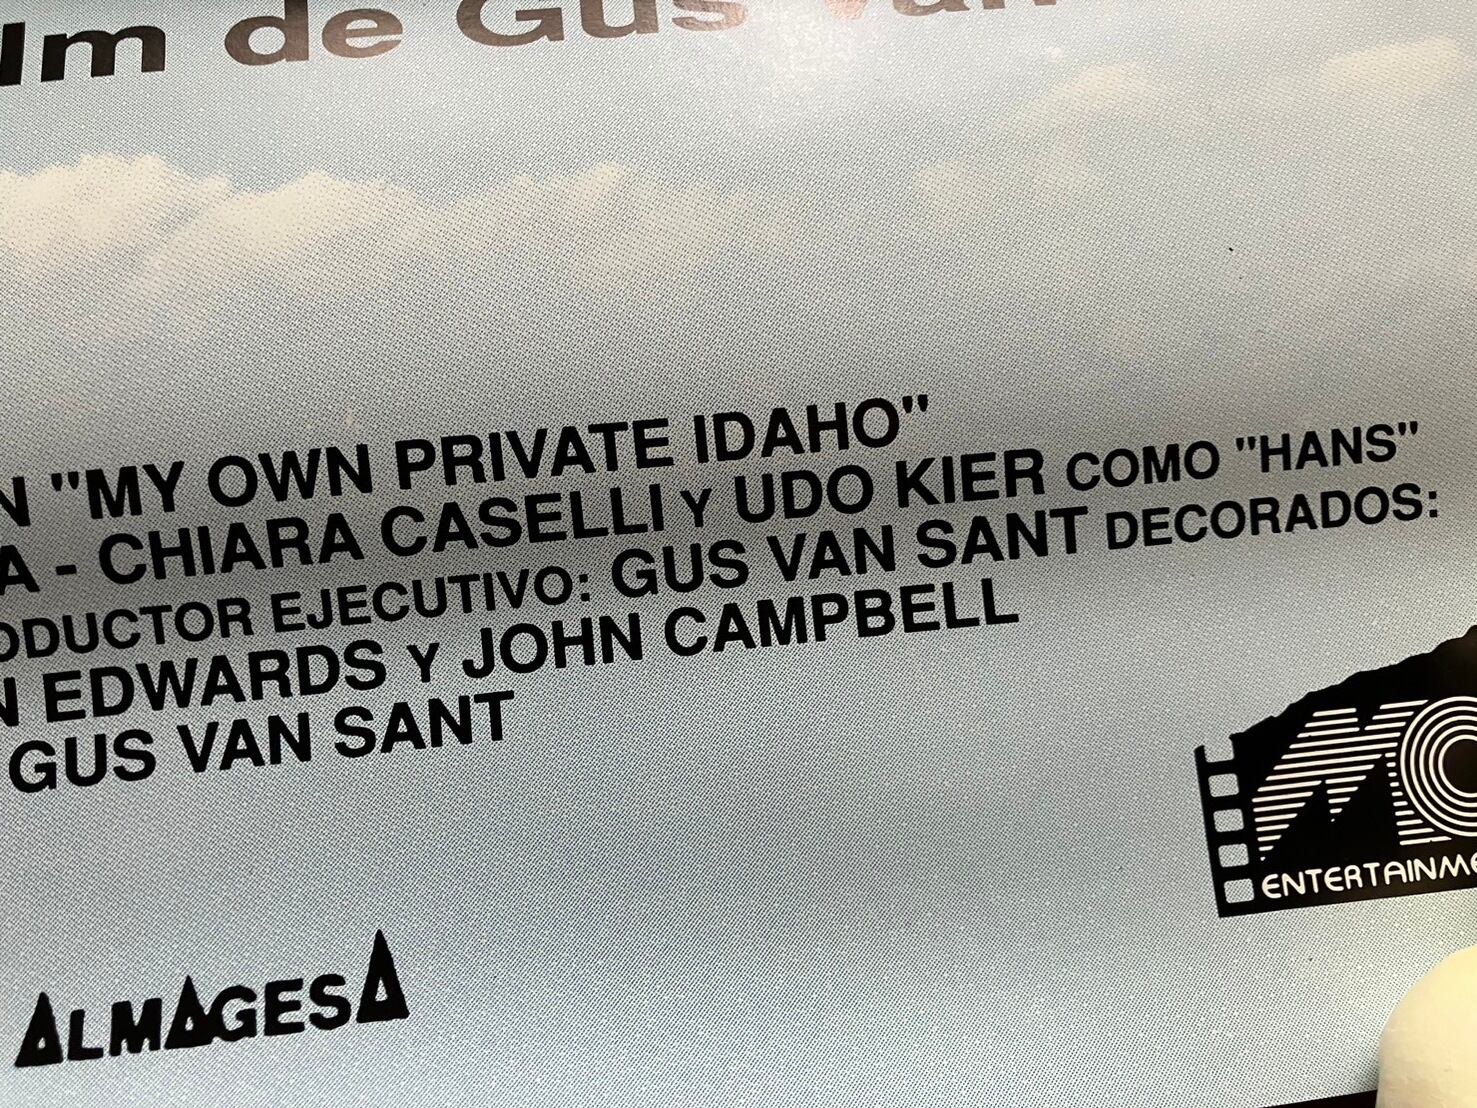 lm de Gus Van
N "MY OWN PRIVATE IDAHO"
A - CHIARA CASELLI Y UDO KIER COMO "HANS"
ODUCTOR EJECUTIVO: GUS VAN SANT DECORADOS:
N EDWARDS Y JOHN CAMPBELL
GUS VAN SANT
ENTERTAINME
ALMAGESA